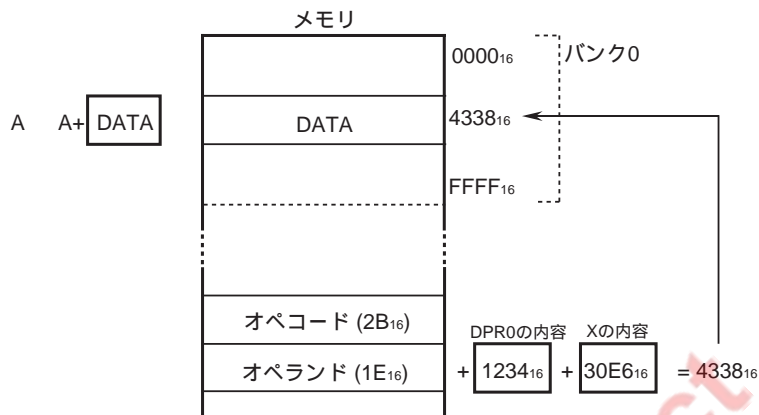 メモリ
0000₁₆ バンク0
A A+ DATA DATA 4338₁₆
FFFF₁₆
オペコード (2B₁₆)
DPR0の内容 Xの内容
オペランド (1E₁₆) + 1234₁₆ + 30E6₁₆ = 4338₁₆